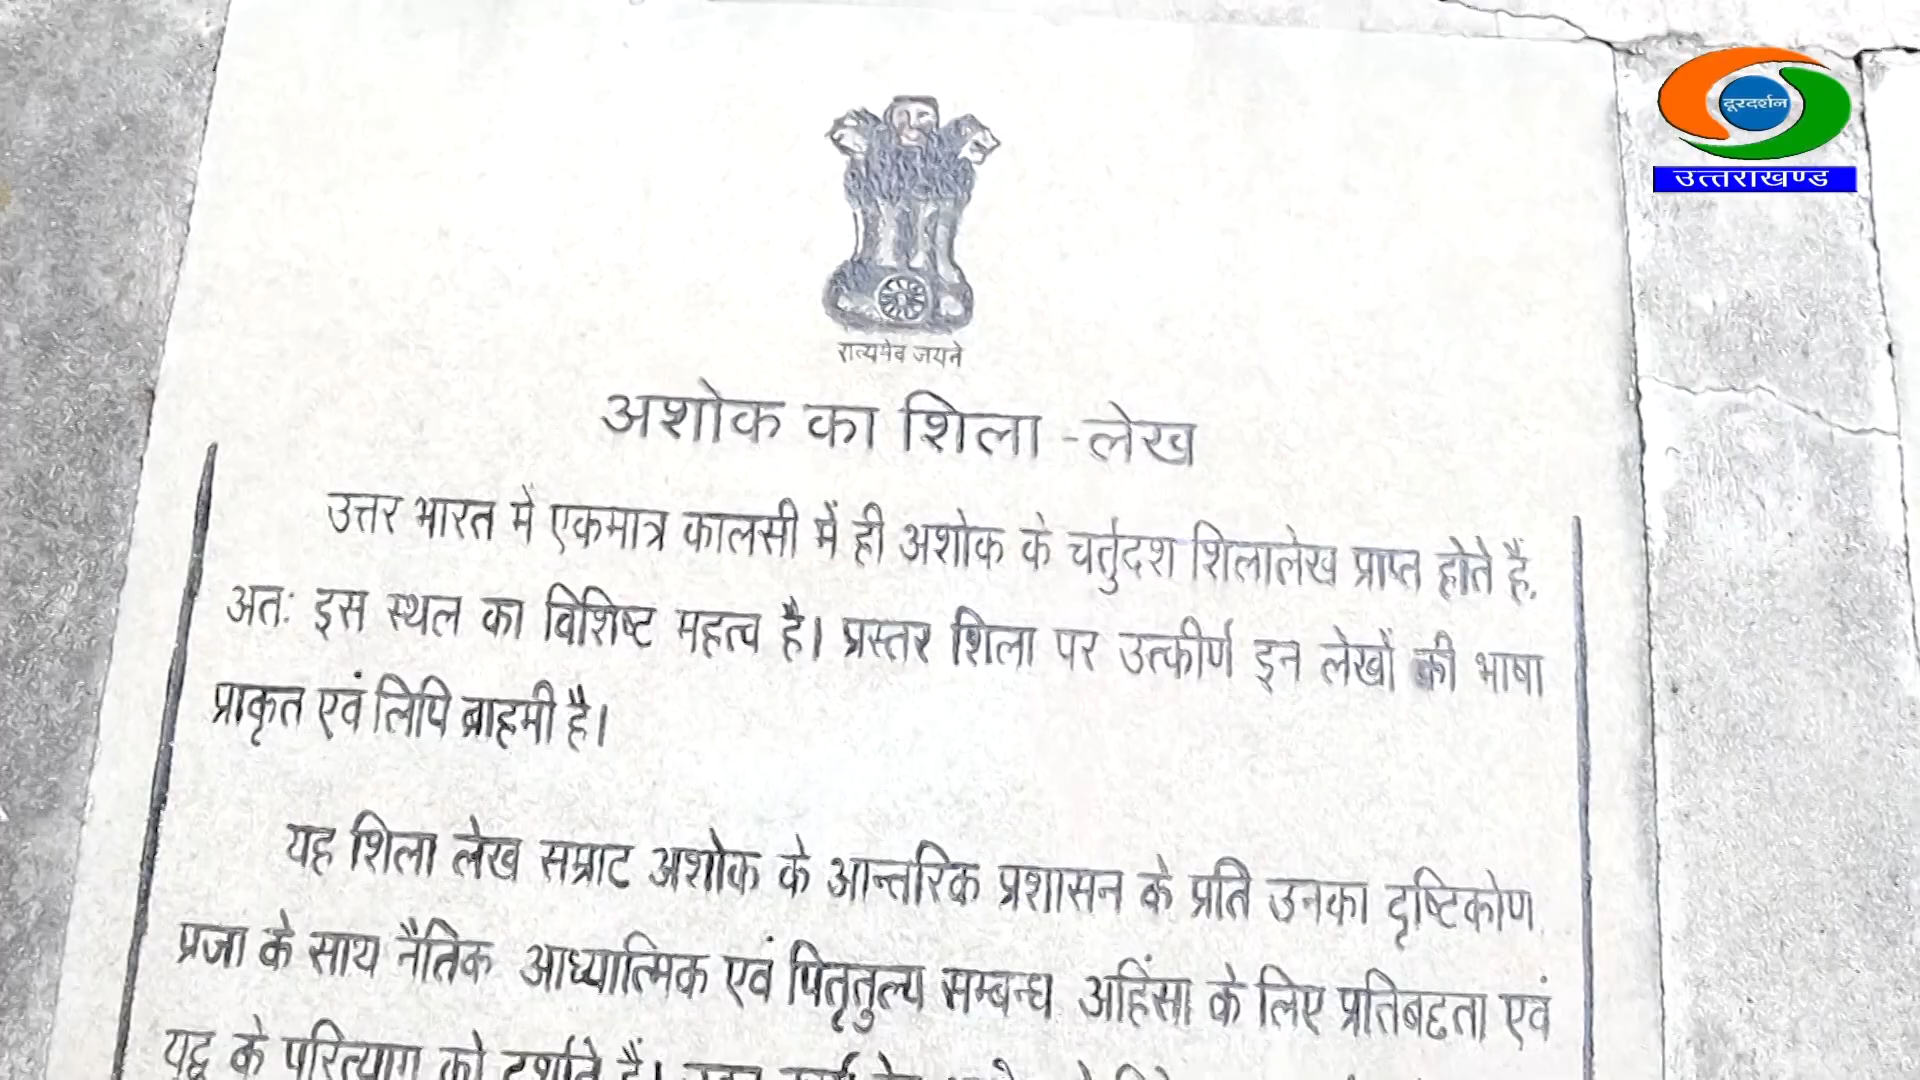 दूरदर्शन
उत्तराखण्ड
सत्यमेव जयते
अशोक का शिला -लेख
उत्तर भारत में एकमात्र कालसी में ही अशोक के चर्तुदश शिलालेख प्राप्त होते हैं,
अतः इस स्थल का विशिष्ट महत्व है। प्रस्तर शिला पर उत्कीर्ण इन लेखों की भाषा
प्राकृत एवं लिपि ब्राहमी है।
यह शिला लेख सम्राट अशोक के आन्तरिक प्रशासन के प्रति उनका दृष्टिकोण,
प्रजा के साथ नैतिक आध्यात्मिक एवं पितृतुल्य सम्बन्ध अहिंसा के लिए प्रतिबद्दता एवं
युद्ध के परित्याग को दर्शाते हैं।